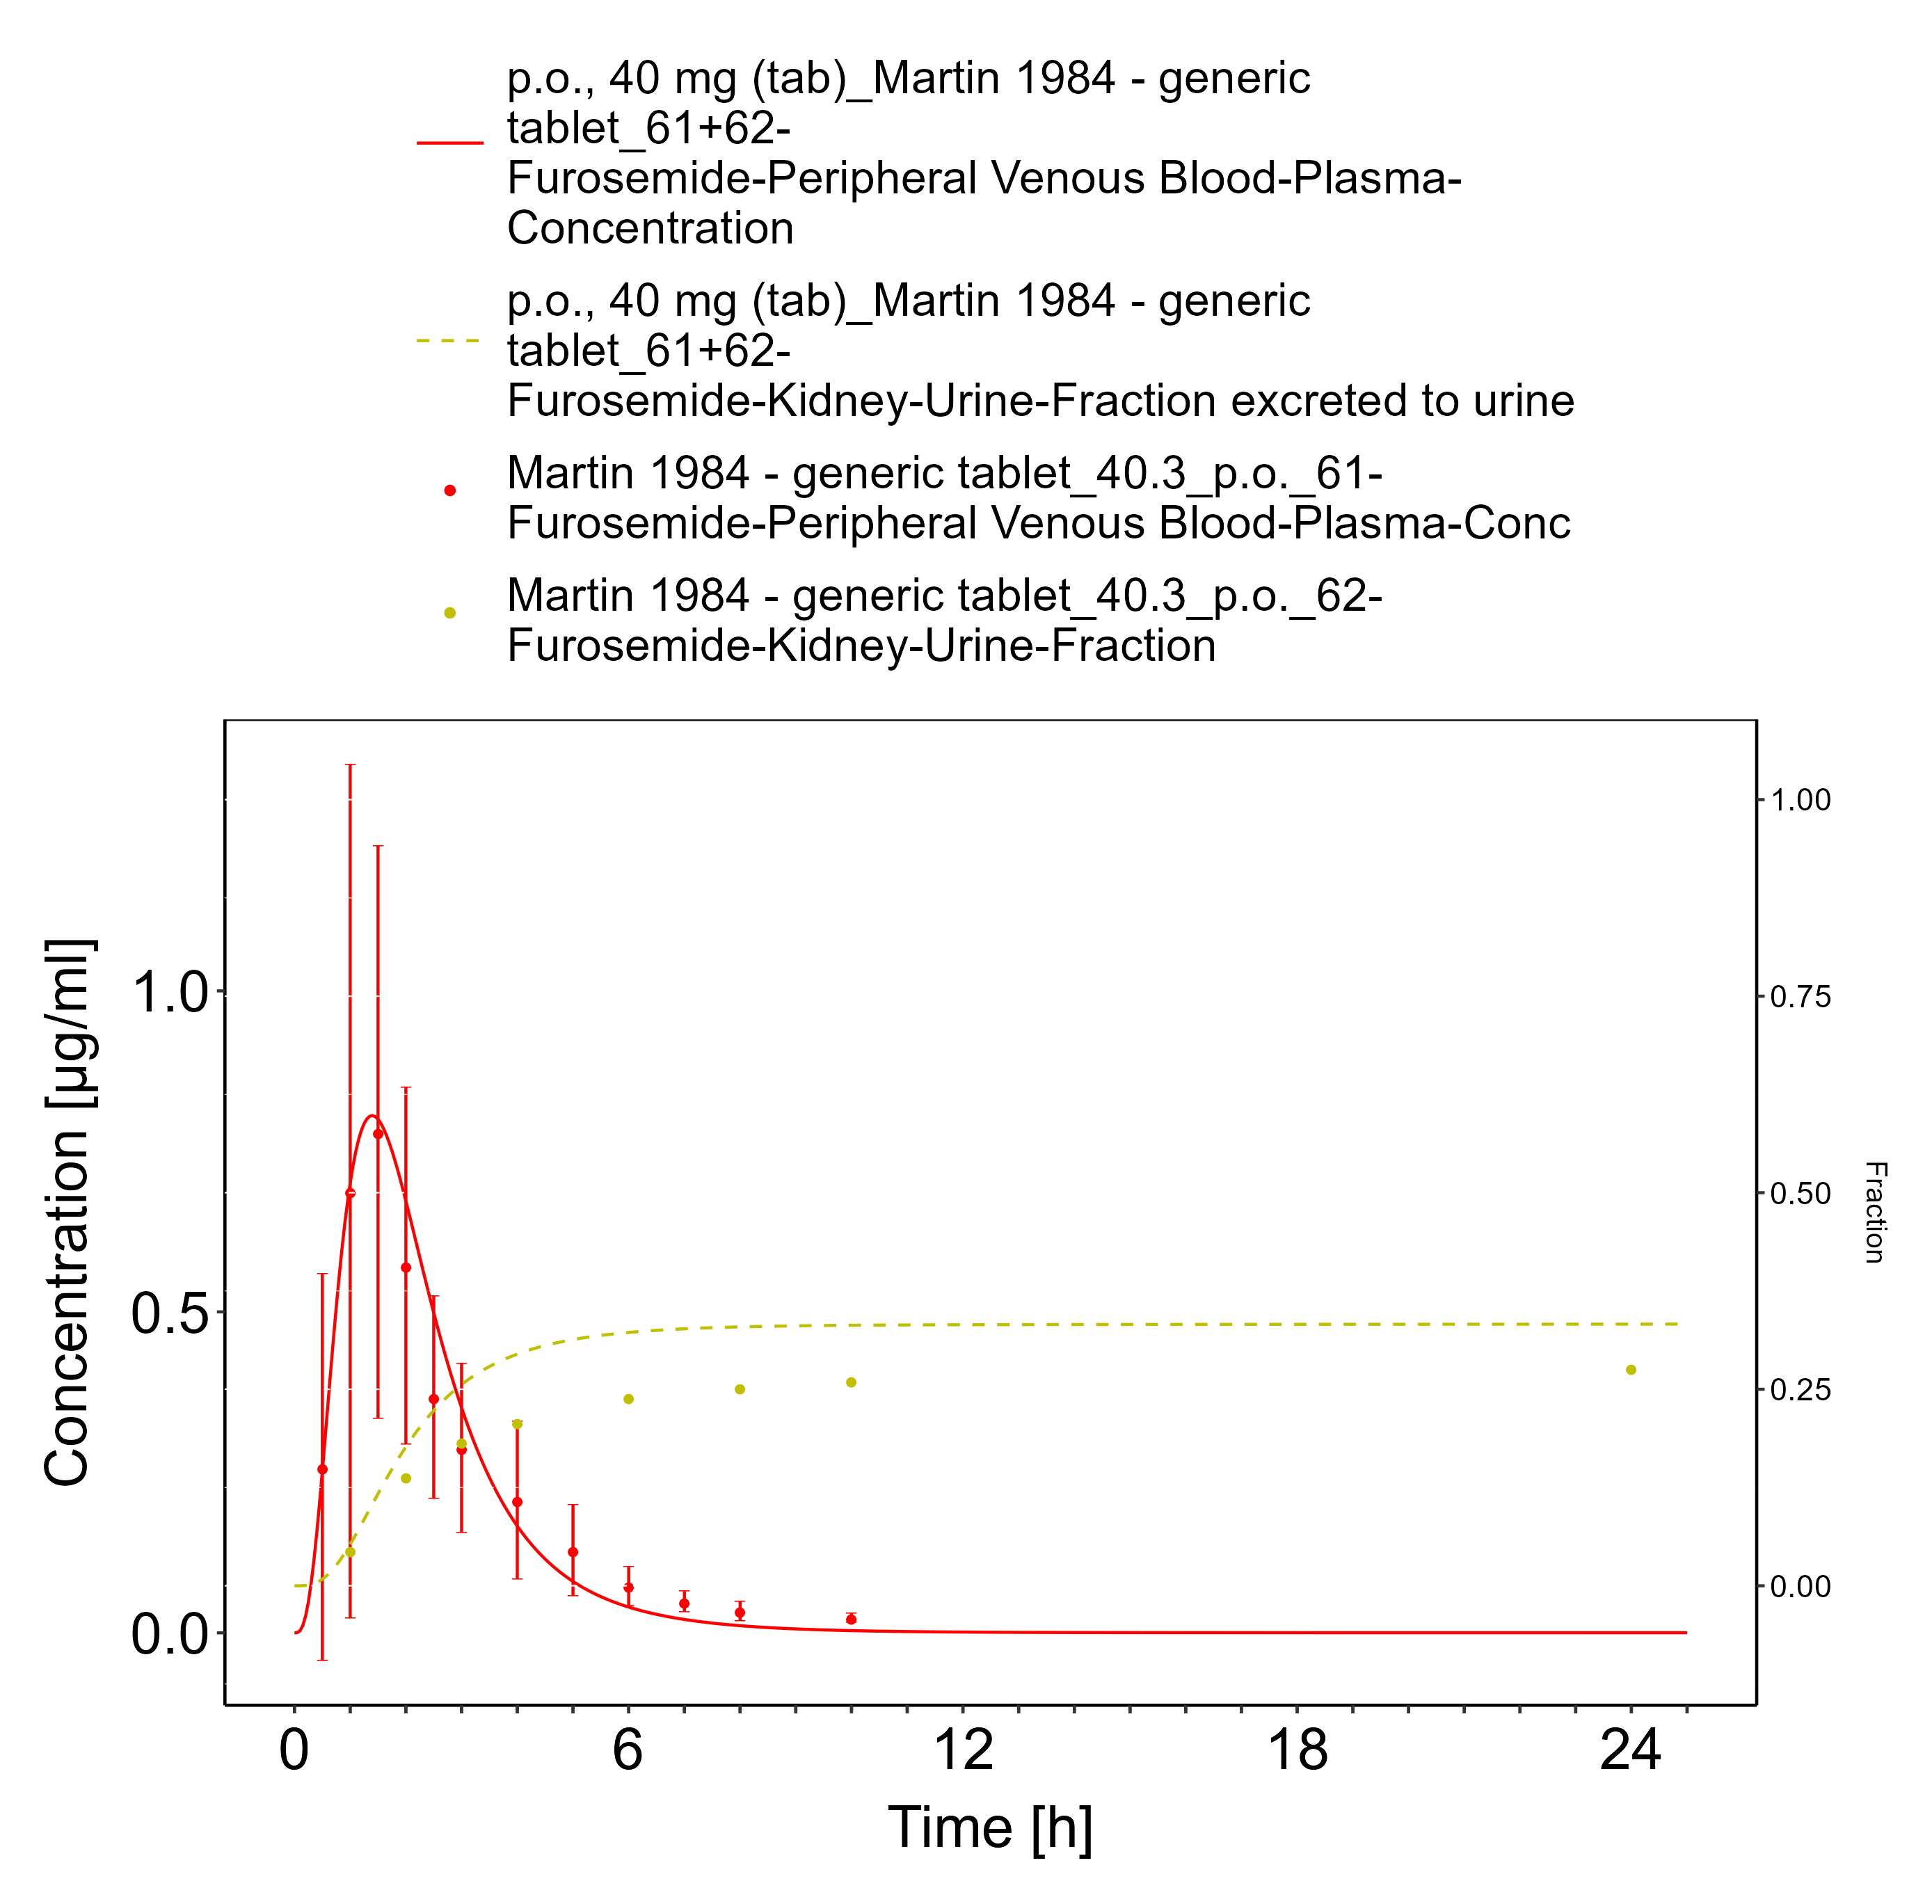 p.o., 40 mg (tab)_Martin 1984 - generic
tablet_61+62-
Furosemide-Peripheral Venous Blood-Plasma-
Concentration
p.o., 40 mg (tab)_Martin 1984 - generic
tablet_61+62-
Furosemide-Kidney-Urine-Fraction excreted to urine
Martin 1984 - generic tablet_40.3_p.o._61-
Furosemide-Peripheral Venous Blood-Plasma-Conc
Martin 1984 - generic tablet_40.3_p.o._62-
Furosemide-Kidney-Urine-Fraction
Concentration [µg/ml]
1.0
0.5
0.0
1.00
0.75
0.50
0.25
0.00
Fraction
0 6 12 18 24
Time [h]